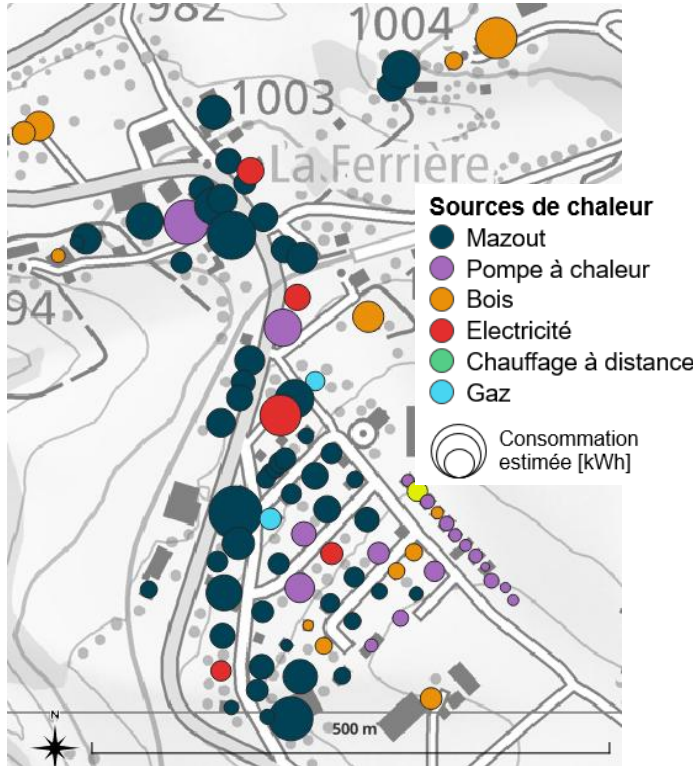 982
1004
1003
La Ferrière
94
Sources de chaleur
Mazout
Pompe à chaleur
Bois
Electricité
Chauffage à distance
Gaz
Consommation
estimée [kWh]
N
500 m